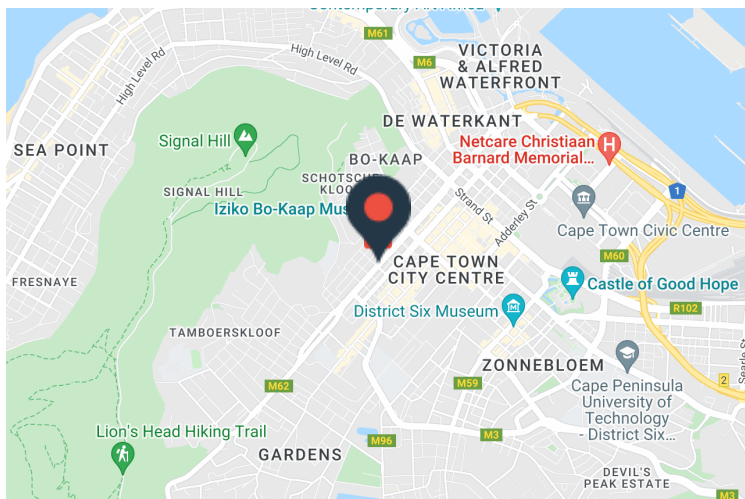 M61
High Level Rd
High Level Rd
M6
VICTORIA
& ALFRED
WATERFRONT
DE WATERKANT
Netcare Christiaan
Barnard Memorial...
H
SEA POINT
Signal Hill
BO-KAAP
SCHOTSCHE
KLOOF
SIGNAL HILL
Iziko Bo-Kaap
Strand St
Adderley St
1
Cape Town Civic Centre
M60
CAPE TOWN
CITY CENTRE
Castle of Good Hope
FRESNAYE
R102
District Six Museum
TAMBOERSKLOOF
ZONNEBLOEM
M62
M59
2
Cape Peninsula
University of
Technology
- District Six...
Lion's Head Hiking Trail
M96
M3
GARDENS
DEVIL'S
PEAK ESTATE
M3